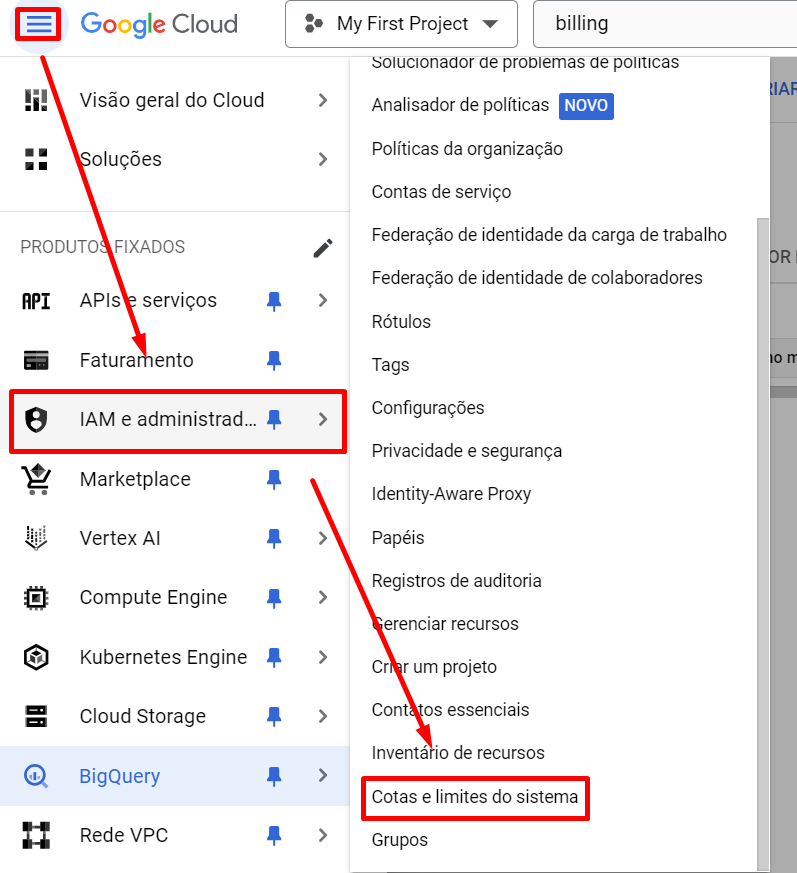 Google Cloud
My First Project
billing
Visão geral do Cloud
Soluções
PRODUTOS FIXADOS
API
APIs e serviços
Faturamento
IAM e administrad...
Marketplace
Vertex AI
Compute Engine
Kubernetes Engine
Cloud Storage
BigQuery
Rede VPC
Solucionador de problemas de políticas
Analisador de políticas NOVO
Políticas da organização
Contas de serviço
Federação de identidade da carga de trabalho
Federação de identidade de colaboradores
Rótulos
Tags
Configurações
Privacidade e segurança
Identity-Aware Proxy
Papéis
Registros de auditoria
Gerenciar recursos
Criar um projeto
Contatos essenciais
Inventário de recursos
Cotas e limites do sistema
Grupos